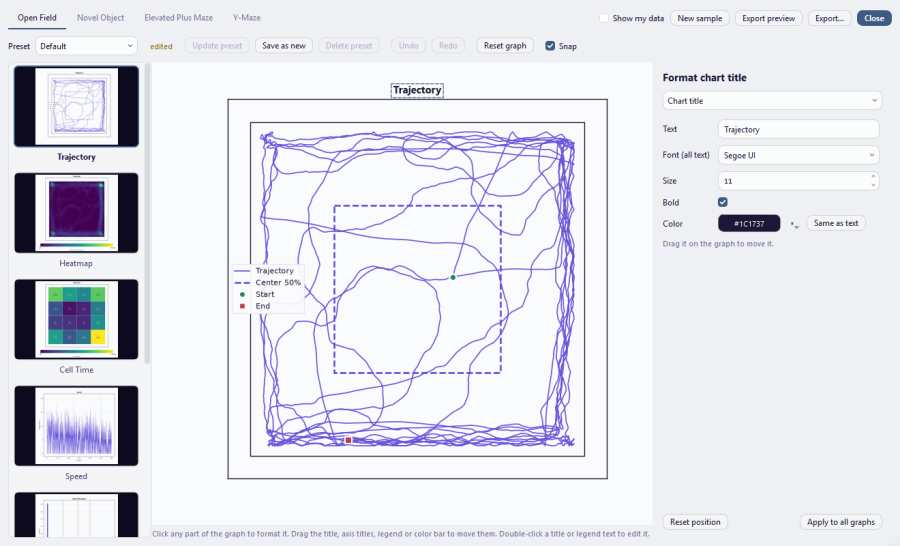 Open Field
Novel Object
Elevated Plus Maze
Y-Maze
Show my data
New sample
Export preview
Export...
Close
Preset
Default
edited
Update preset
Save as new
Delete preset
Undo
Redo
Reset graph
Snap
Trajectory
Heatmap
Cell Time
Speed
Trajectory
Trajectory
Center 50%
Start
End
Format chart title
Chart title
Text
Trajectory
Font (all text)
Segoe UI
Size
11
Bold
Color
#1C1737
Same as text
Drag it on the graph to move it.
Reset position
Apply to all graphs
Click any part of the graph to format it. Drag the title, axis titles, legend or color bar to move them. Double-click a title or legend text to edit it.